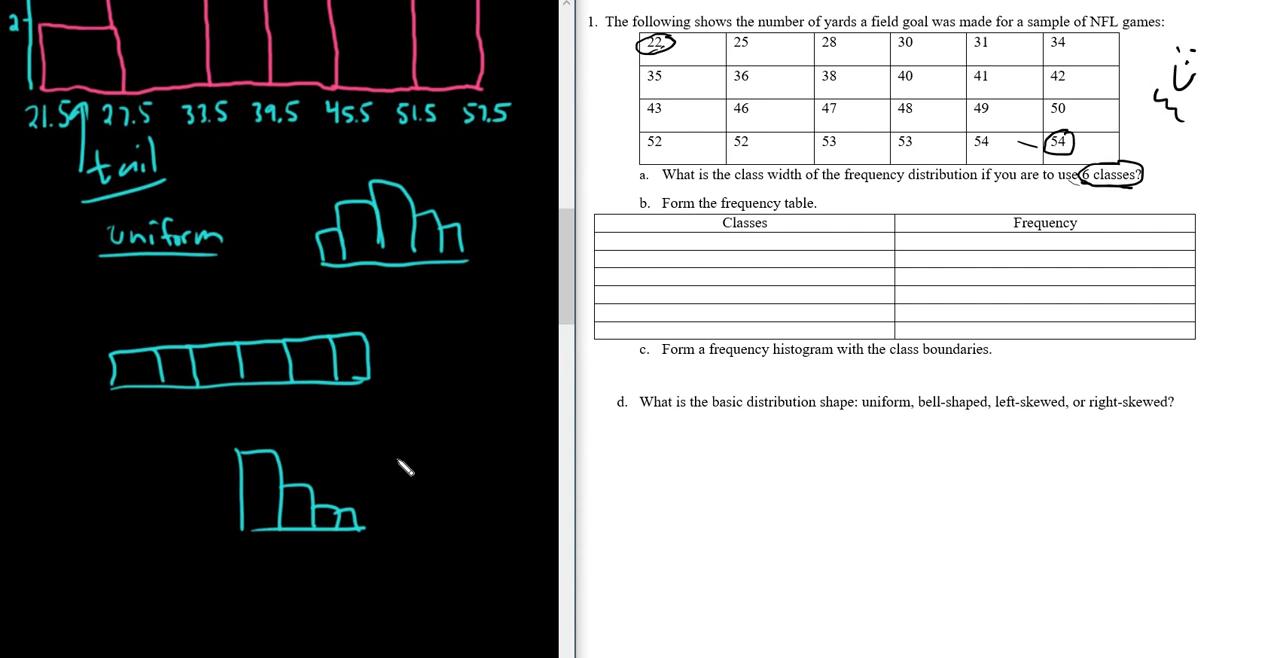 2
21.5 27.5 33.5 39.5 45.5 51.5 57.5
tail
uniform
1. The following shows the number of yards a field goal was made for a sample of NFL games:
22 25 28 30 31 34
35 36 38 40 41 42
43 46 47 48 49 50
52 52 53 53 54 54
a. What is the class width of the frequency distribution if you are to use 6 classes?
b. Form the frequency table.
Classes Frequency
c. Form a frequency histogram with the class boundaries.
d. What is the basic distribution shape: uniform, bell-shaped, left-skewed, or right-skewed?